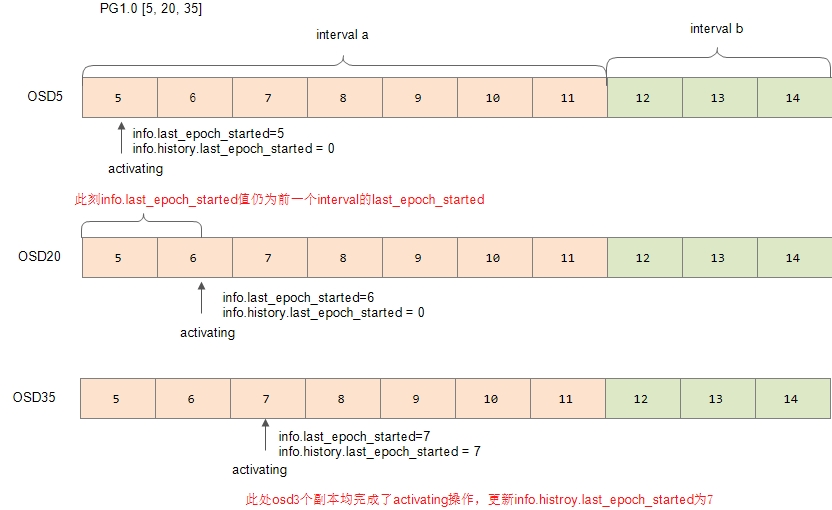 PG1.0 [5, 20, 35]
interval a
interval b
OSD5
5 6 7 8 9 10 11 12 13 14
info.last_epoch_started=5
info.history.last_epoch_started = 0
activating
此刻info.last_epoch_started值仍为前一个interval的last_epoch_started
OSD20
5 6 7 8 9 10 11 12 13 14
info.last_epoch_started=6
info.history.last_epoch_started = 0
activating
OSD35
5 6 7 8 9 10 11 12 13 14
info.last_epoch_started=7
info.history.last_epoch_started = 7
activating
此处osd3个副本均完成了activating操作，更新info.histroy.last_epoch_started为7